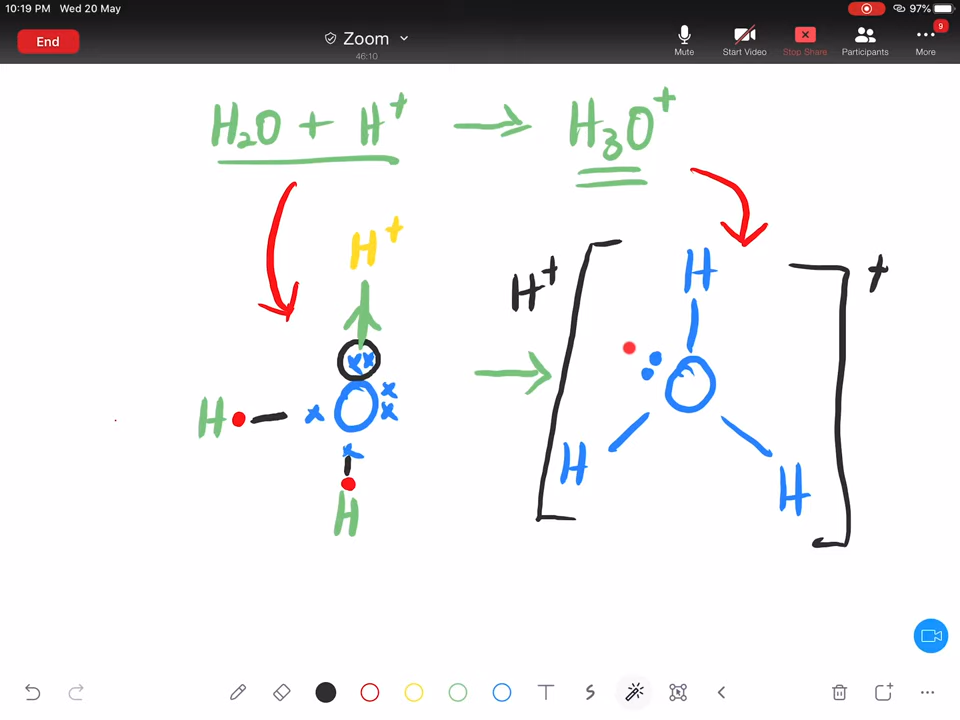 10:19 PM Wed 20 May
97%
End
Zoom
46:10
Mute
Start Video
Stop Share
Participants
9
More
H₂O + H⁺ → H₃O⁺
H⁺
xx
H • — x O x x
x
H
→
H⁺
[ H
O
H H ]⁺
T